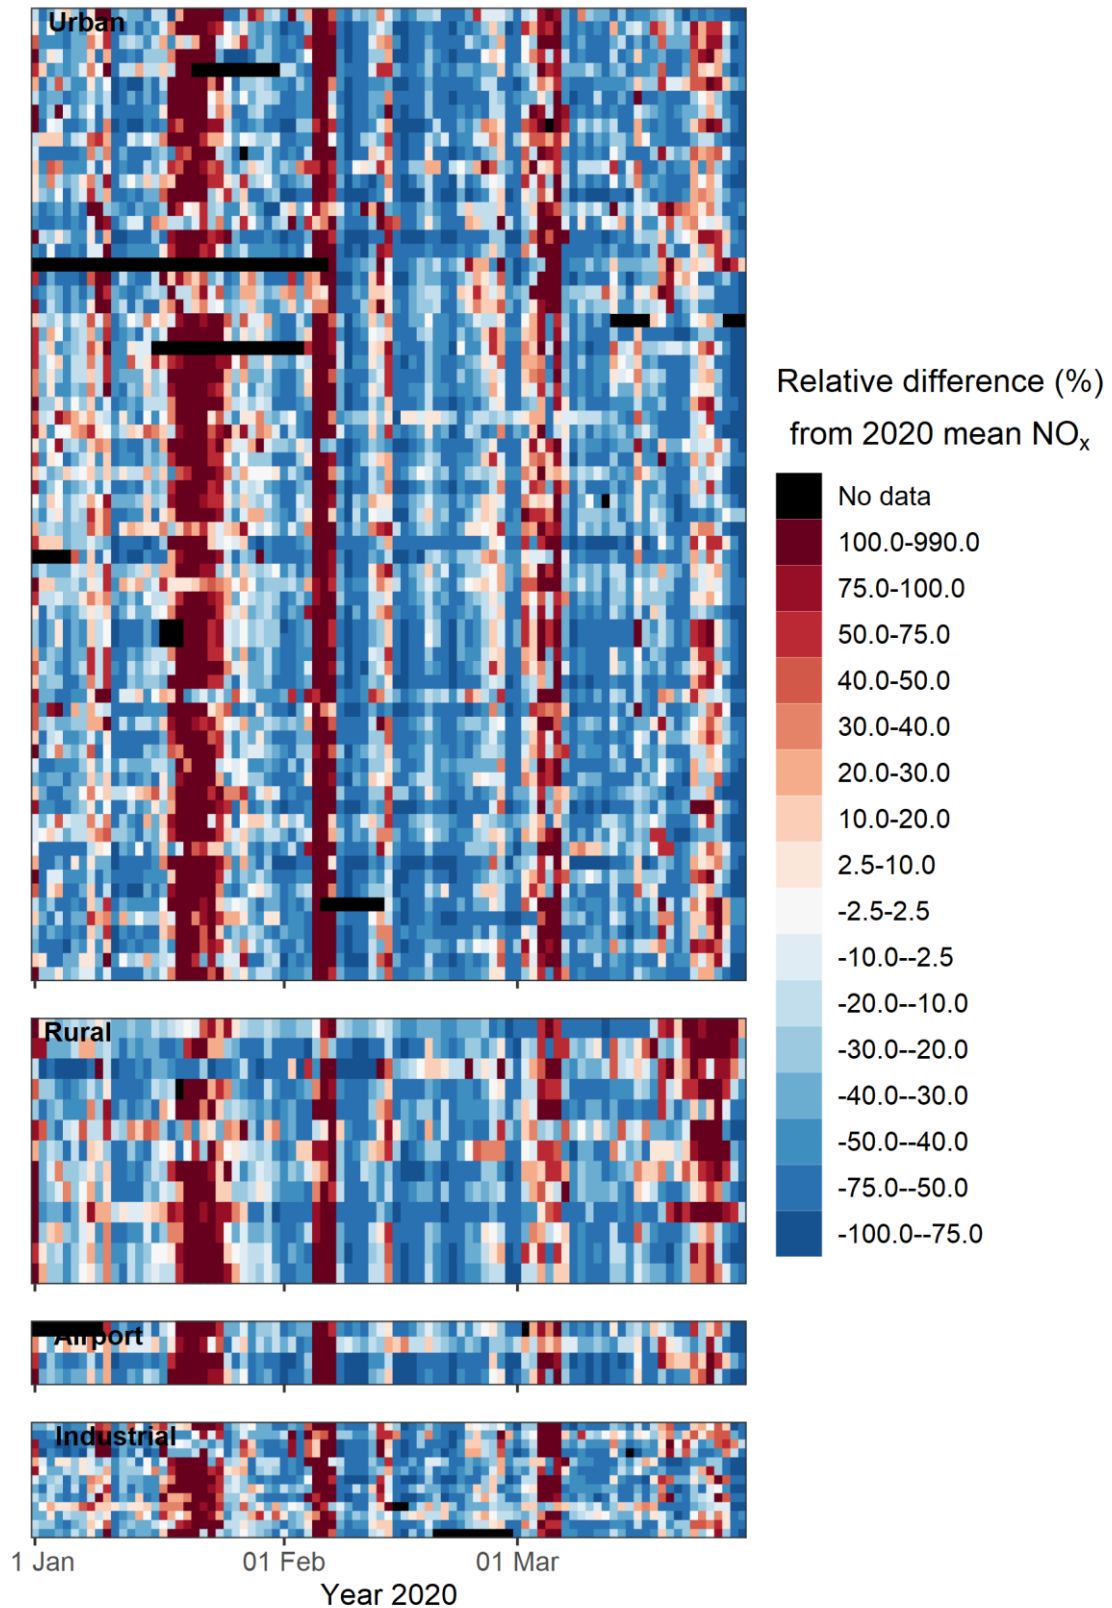 Urban
Relative difference (%)
from 2020 mean NOx
No data
100.0-990.0
75.0-100.0
50.0-75.0
40.0-50.0
30.0-40.0
20.0-30.0
10.0-20.0
2.5-10.0
-2.5-2.5
-10.0--2.5
-20.0--10.0
-30.0--20.0
-40.0--30.0
-50.0--40.0
-75.0--50.0
-100.0--75.0
Rural
Airport
Industrial
1 Jan 01 Feb 01 Mar
Year 2020